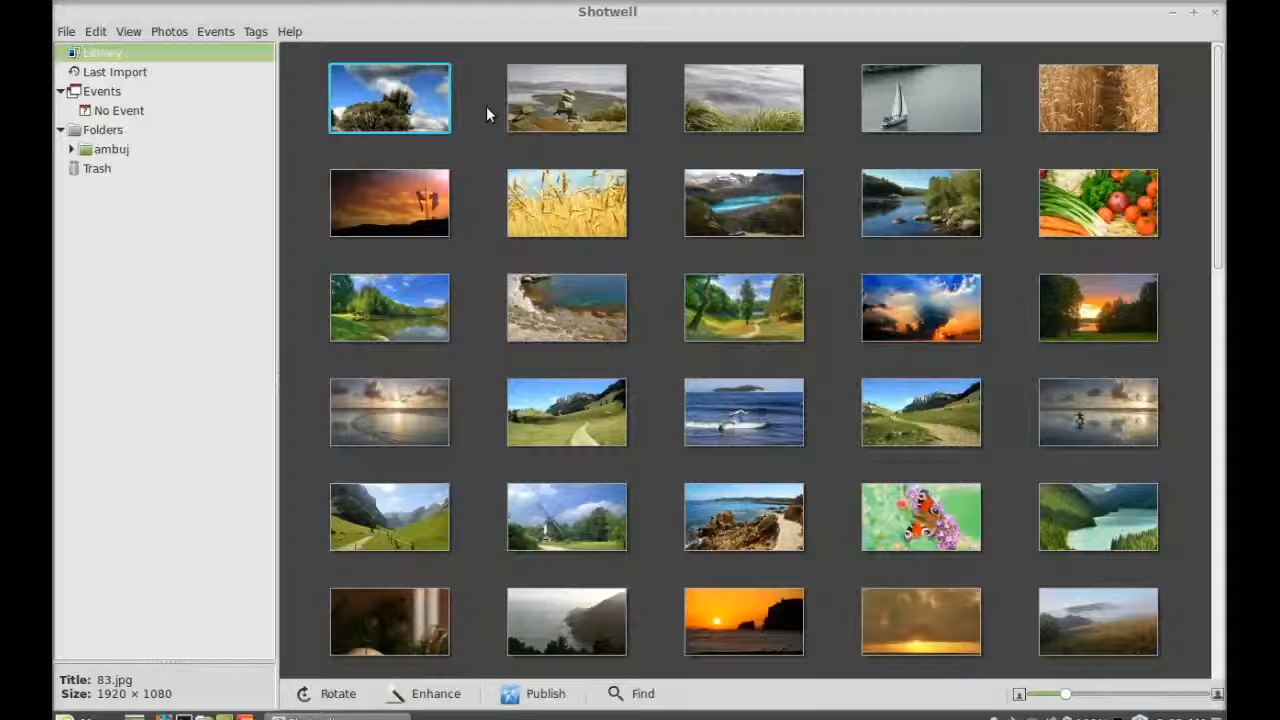 Shotwell
File Edit View Photos Events Tags Help
Library
Last Import
Events
No Event
Folders
ambuj
Trash
Title: 83.jpg
Size: 1920 × 1080
Rotate Enhance Publish Find